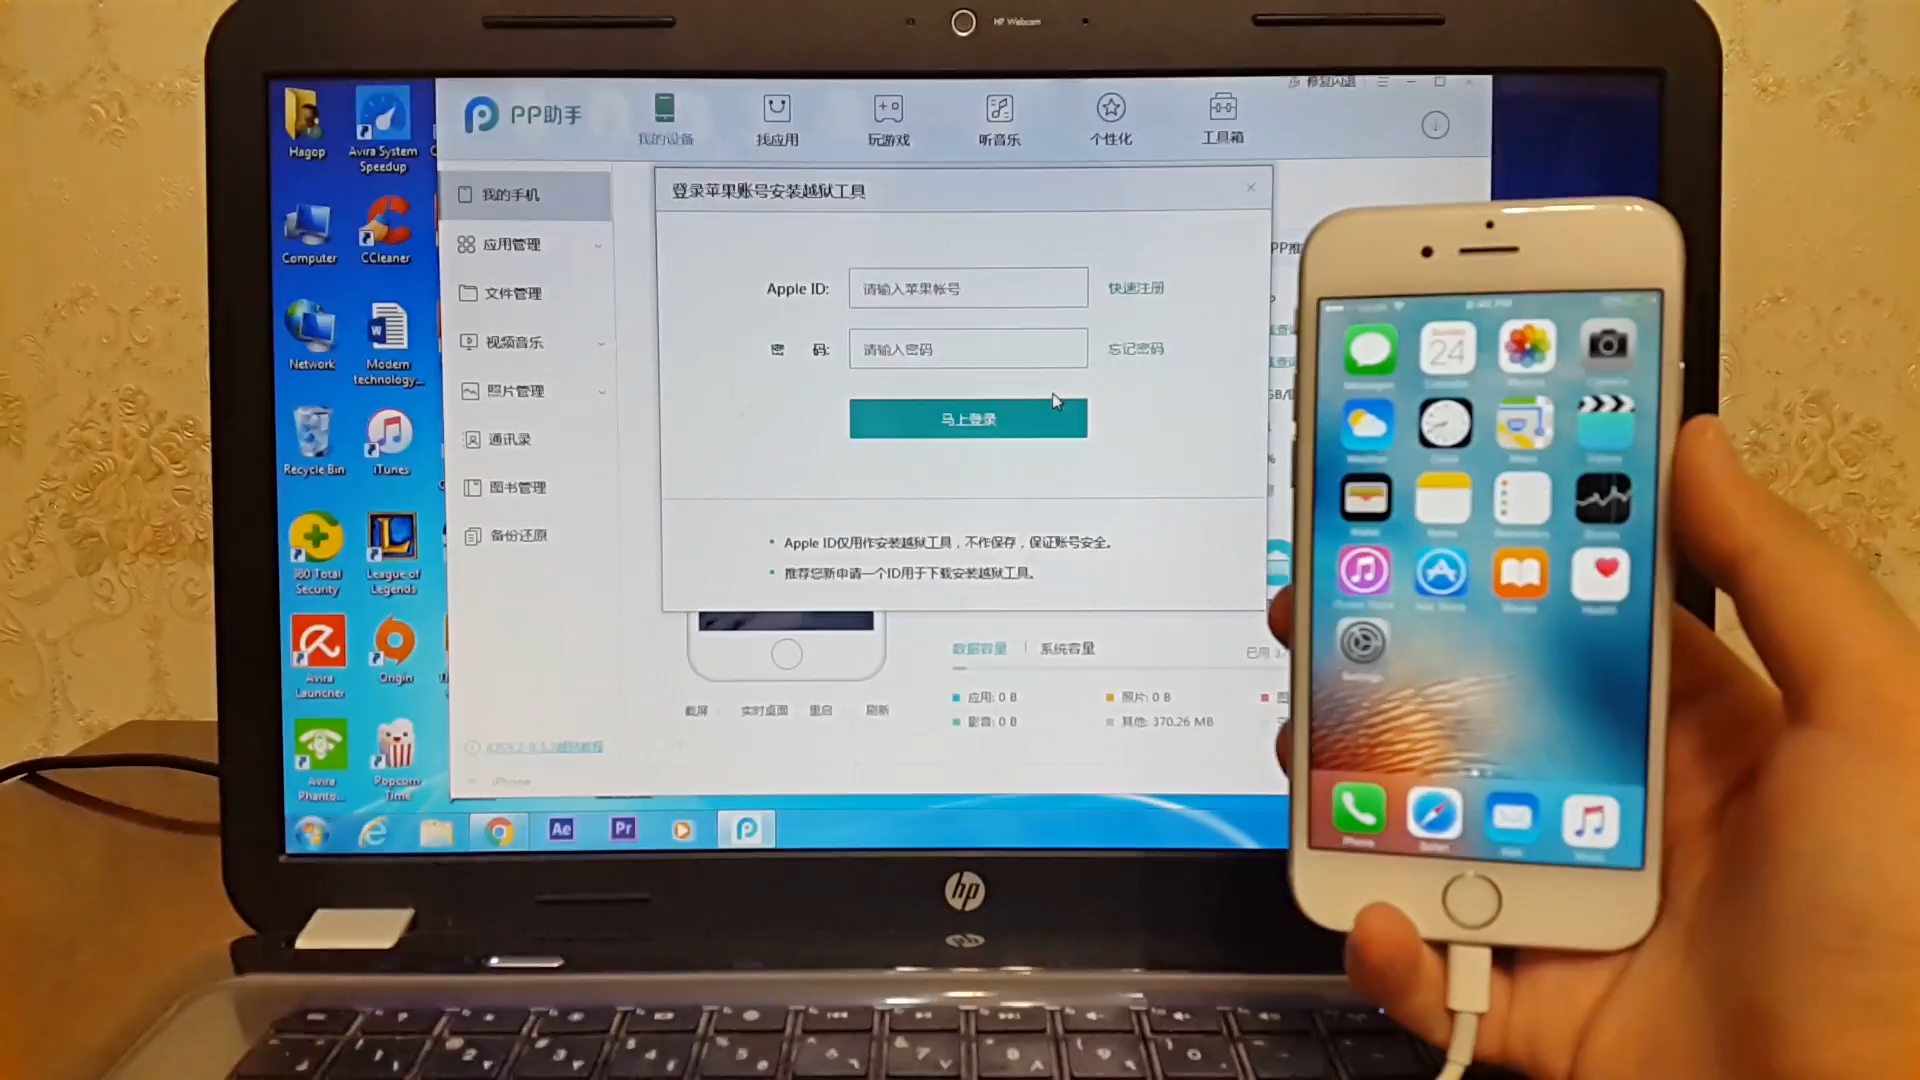 HP Webcam
PP助手
我的设备
找应用
玩游戏
听音乐
个性化
工具箱
修复闪退
我的手机
应用管理
文件管理
视频音乐
照片管理
通讯录
图书管理
备份还原
登录苹果账号安装越狱工具
Apple ID:
请输入苹果帐号
快速注册
密 码:
请输入密码
忘记密码
马上登录
Apple ID仅用作安装越狱工具，不作保存，保证账号安全。
推荐您新申请一个ID用于下载安装越狱工具。
截屏
实时桌面
重启
刷新
数据容量
系统容量
已用
应用: 0 B
照片: 0 B
影音: 0 B
其他: 370.26 MB
iPhone
Hagop
Avira System
Speedup
Computer
CCleaner
Network
Modern
technology...
Recycle Bin
iTunes
360 Total
Security
League of
Legends
Avira
Launcher
Origin
Avira
Phanto...
Popcorn
Time
Ae
Pr
hp
24